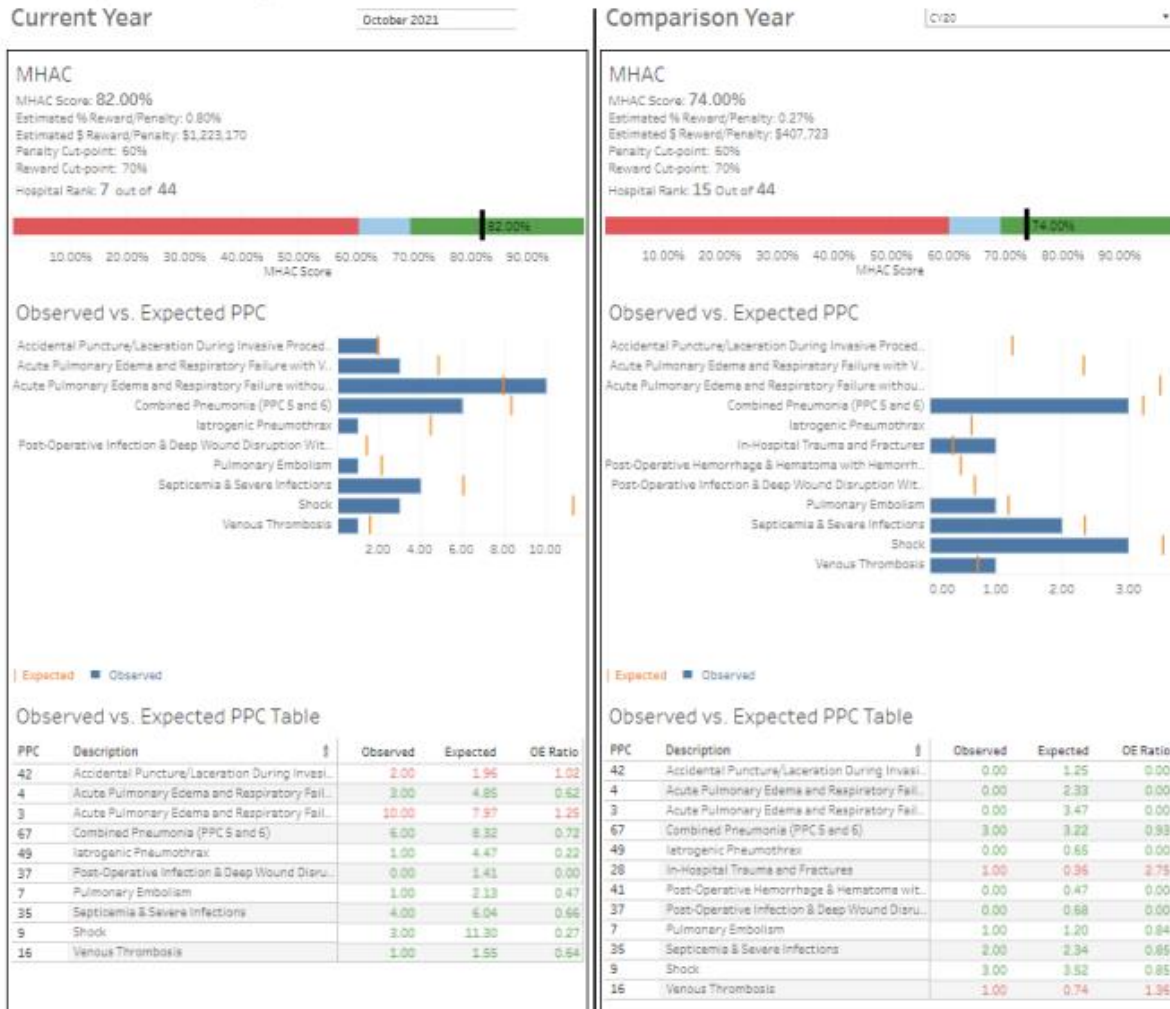 Current Year
October 2021
MHAC
MHAC Score: 82.00%
Estimated % Reward/Penalty: 0.80%
Estimated $ Reward/Penalty: $1,223,170
Penalty Cut-point: 60%
Reward Cut-point: 70%
Hospital Rank: 7 out of 44
82.00%
10.00% 20.00% 30.00% 40.00% 50.00% 60.00% 70.00% 80.00% 90.00%
MHAC Score
Observed vs. Expected PPC
Accidental Puncture/Laceration During Invasive Proced..
Acute Pulmonary Edema and Respiratory Failure with V..
Acute Pulmonary Edema and Respiratory Failure withou..
Combined Pneumonia (PPC 5 and 6)
Iatrogenic Pneumothrax
Post-Operative Infection & Deep Wound Disruption Wit..
Pulmonary Embolism
Septicemia & Severe Infections
Shock
Venous Thrombosis
2.00 4.00 6.00 8.00 10.00
Expected Observed
Observed vs. Expected PPC Table
PPC Description Observed Expected OE Ratio
42 Accidental Puncture/Laceration During Invasi.. 2.00 1.96 1.02
4 Acute Pulmonary Edema and Respiratory Fail.. 3.00 4.85 0.62
3 Acute Pulmonary Edema and Respiratory Fail.. 10.00 7.97 1.25
67 Combined Pneumonia (PPC 5 and 6) 6.00 8.32 0.72
49 Iatrogenic Pneumothrax 1.00 4.47 0.22
37 Post-Operative Infection & Deep Wound Disru.. 0.00 1.41 0.00
7 Pulmonary Embolism 1.00 2.13 0.47
35 Septicemia & Severe Infections 4.00 6.04 0.66
9 Shock 3.00 11.30 0.27
16 Venous Thrombosis 1.00 1.55 0.64
Comparison Year
CY20
MHAC
MHAC Score: 74.00%
Estimated % Reward/Penalty: 0.27%
Estimated $ Reward/Penalty: $407,723
Penalty Cut-point: 60%
Reward Cut-point: 70%
Hospital Rank: 15 Out of 44
74.00%
10.00% 20.00% 30.00% 40.00% 50.00% 60.00% 70.00% 80.00% 90.00%
MHAC Score
Observed vs. Expected PPC
Accidental Puncture/Laceration During Invasive Proced..
Acute Pulmonary Edema and Respiratory Failure with V..
Acute Pulmonary Edema and Respiratory Failure withou..
Combined Pneumonia (PPC 5 and 6)
Iatrogenic Pneumothrax
In-Hospital Trauma and Fractures
Post-Operative Hemorrhage & Hematoma with Hemorrh..
Post-Operative Infection & Deep Wound Disruption Wit..
Pulmonary Embolism
Septicemia & Severe Infections
Shock
Venous Thrombosis
0.00 1.00 2.00 3.00
Expected Observed
Observed vs. Expected PPC Table
PPC Description Observed Expected OE Ratio
42 Accidental Puncture/Laceration During Invasi.. 0.00 1.25 0.00
4 Acute Pulmonary Edema and Respiratory Fail.. 0.00 2.33 0.00
3 Acute Pulmonary Edema and Respiratory Fail.. 0.00 3.47 0.00
67 Combined Pneumonia (PPC 5 and 6) 3.00 3.22 0.93
49 Iatrogenic Pneumothrax 0.00 0.65 0.00
28 In-Hospital Trauma and Fractures 1.00 0.36 2.75
41 Post-Operative Hemorrhage & Hematoma wit.. 0.00 0.47 0.00
37 Post-Operative Infection & Deep Wound Disru.. 0.00 0.68 0.00
7 Pulmonary Embolism 1.00 1.20 0.84
35 Septicemia & Severe Infections 2.00 2.34 0.85
9 Shock 3.00 3.52 0.85
16 Venous Thrombosis 1.00 0.74 1.36